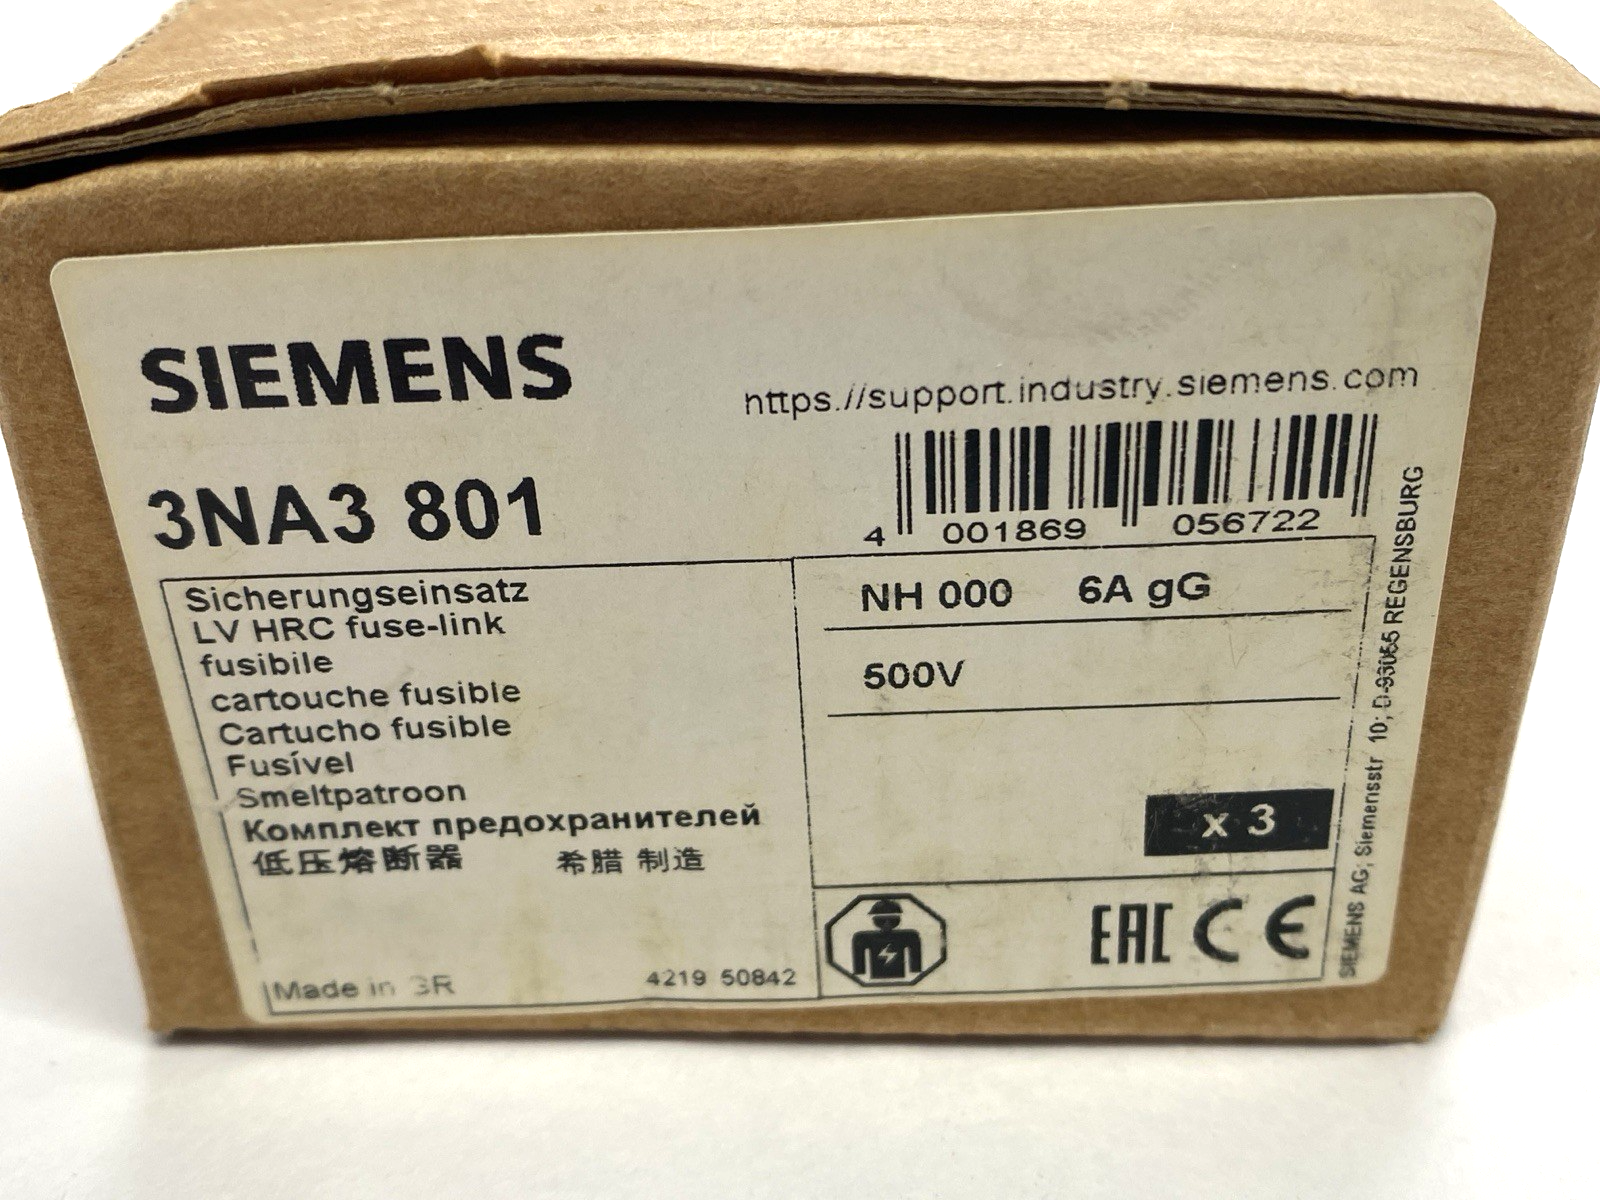 SIEMENS
https://support.industry.siemens.com
3NA3 801
4 001869 056722
Sicherungseinsatz
LV HRC fuse-link
fusibile
cartouche fusible
Cartucho fusible
Fusível
Smeltpatroon
Комплект предохранителей
低压熔断器 希腊 制造
Made in GR
4219 50842
NH 000 6A gG
500V
x 3
EAC CE
SIEMENS AG; Siemensstr 10; D-93055 REGENSBURG